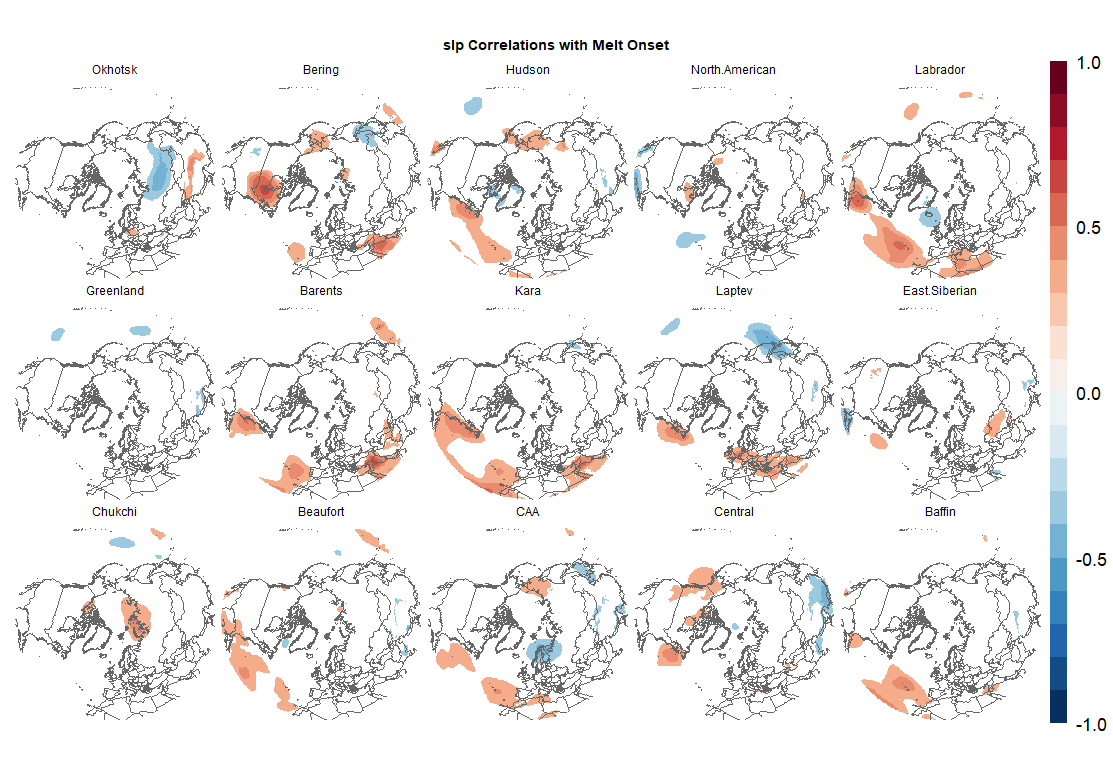 slp Correlations with Melt Onset
Okhotsk Bering Hudson North.American Labrador
Greenland Barents Kara Laptev East.Siberian
Chukchi Beaufort CAA Central Baffin
1.0
0.5
0.0
-0.5
-1.0